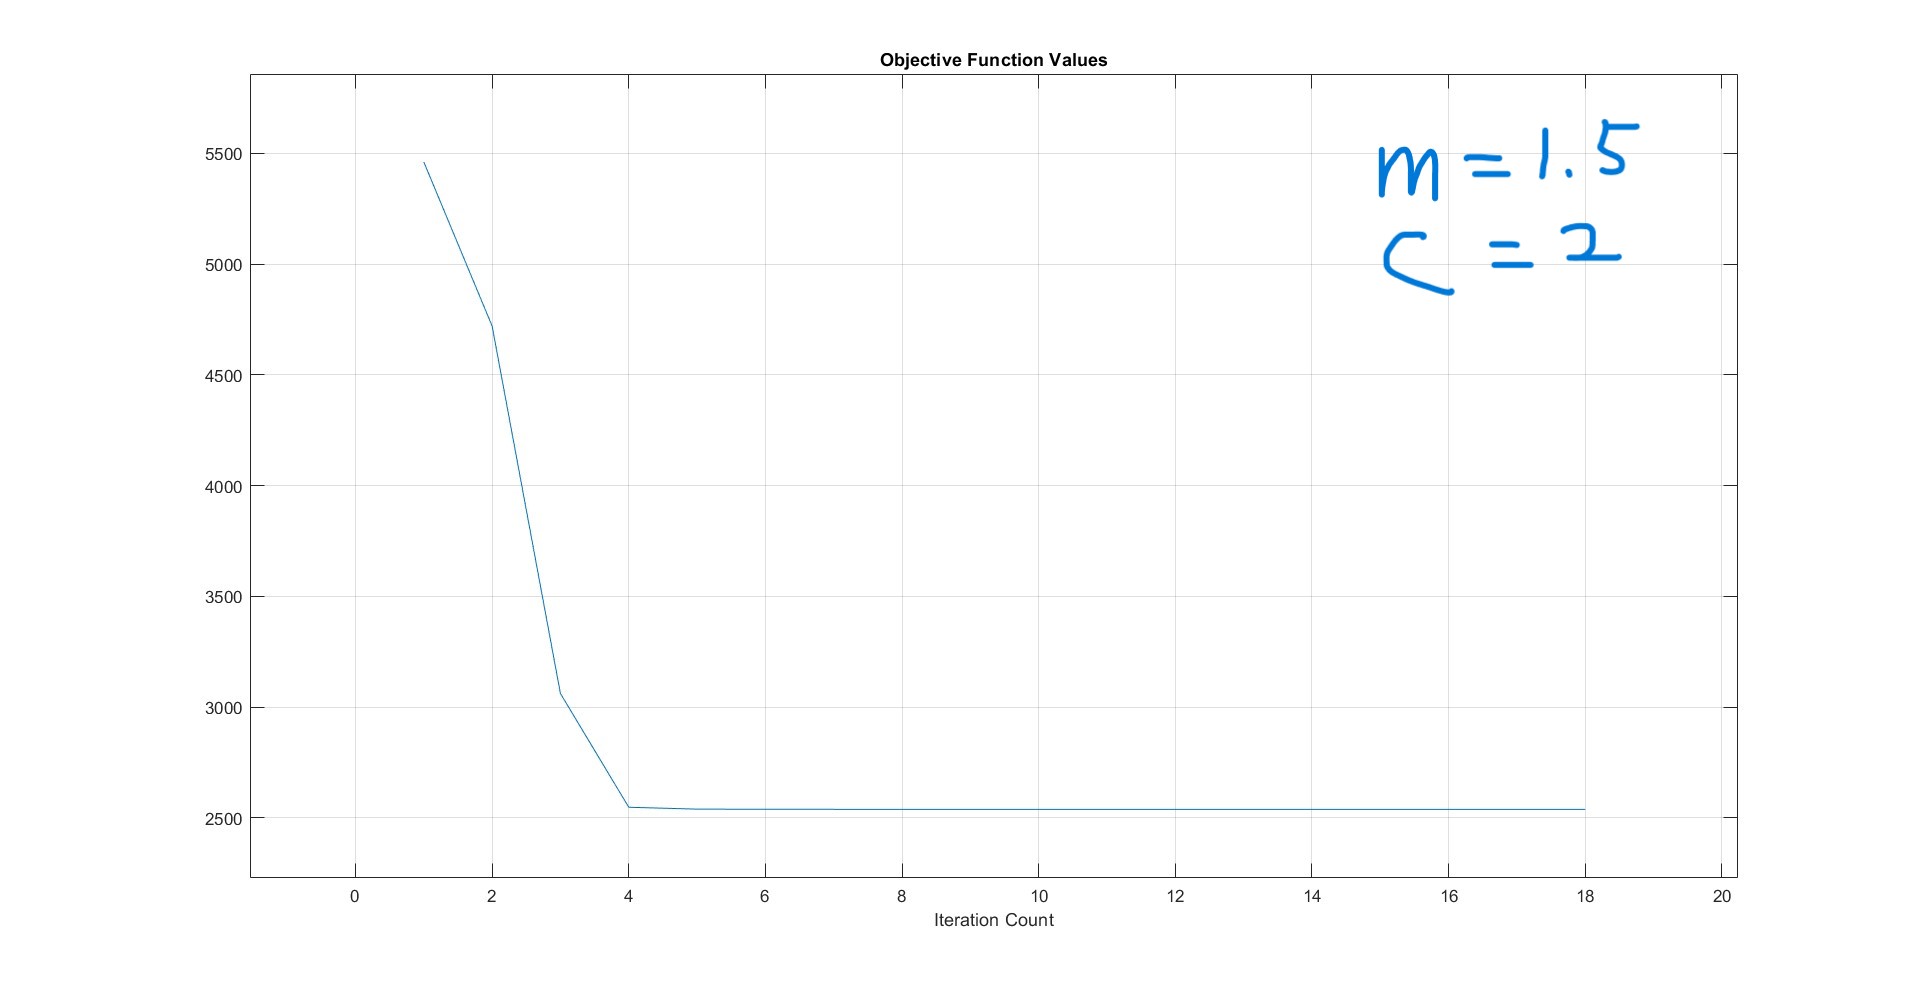 Objective Function Values
5500
5000
4500
4000
3500
3000
2500
m = 1.5
c = 2
0 2 4 6 8 10 12 14 16 18 20
Iteration Count